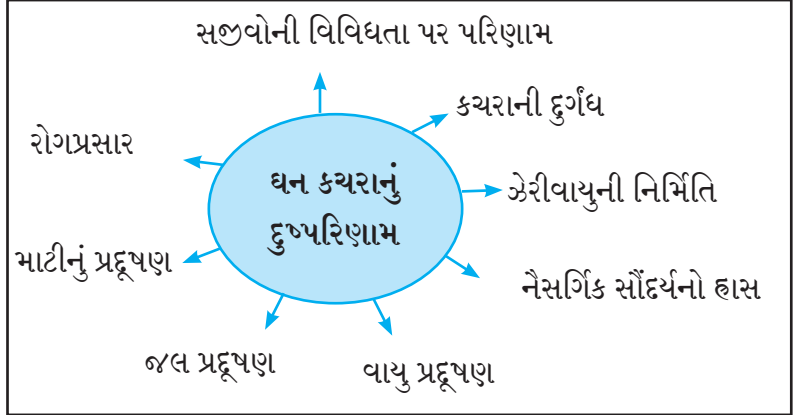 સજીવોની વિવિધતા પર પરિણામ
કચરાની દુર્ગંધ
રોગપ્રસાર
ઘન કચરાનું
દુષ્પરિણામ
ઝેરીવાયુની નિર્મિતિ
માટીનું પ્રદૂષણ
નૈસર્ગિક સૌંદર્યનો હ્રાસ
જલ પ્રદૂષણ
વાયુ પ્રદૂષણ